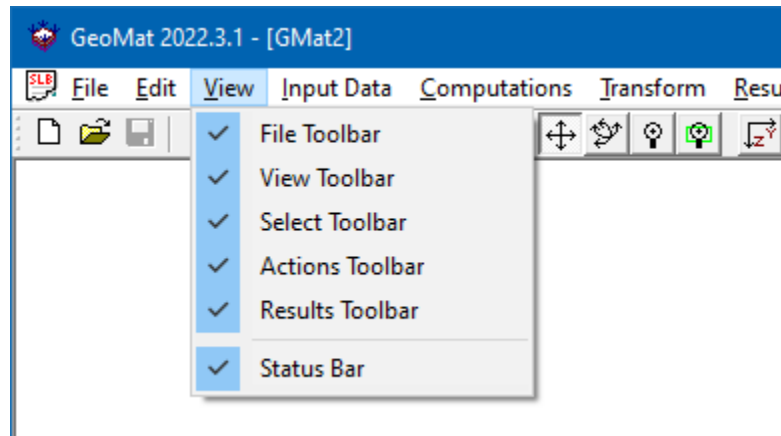 GeoMat 2022.3.1 - [GMat2]
SLB File Edit View Input Data Computations Transform Resu
File Toolbar
View Toolbar
Select Toolbar
Actions Toolbar
Results Toolbar
Status Bar
ZY